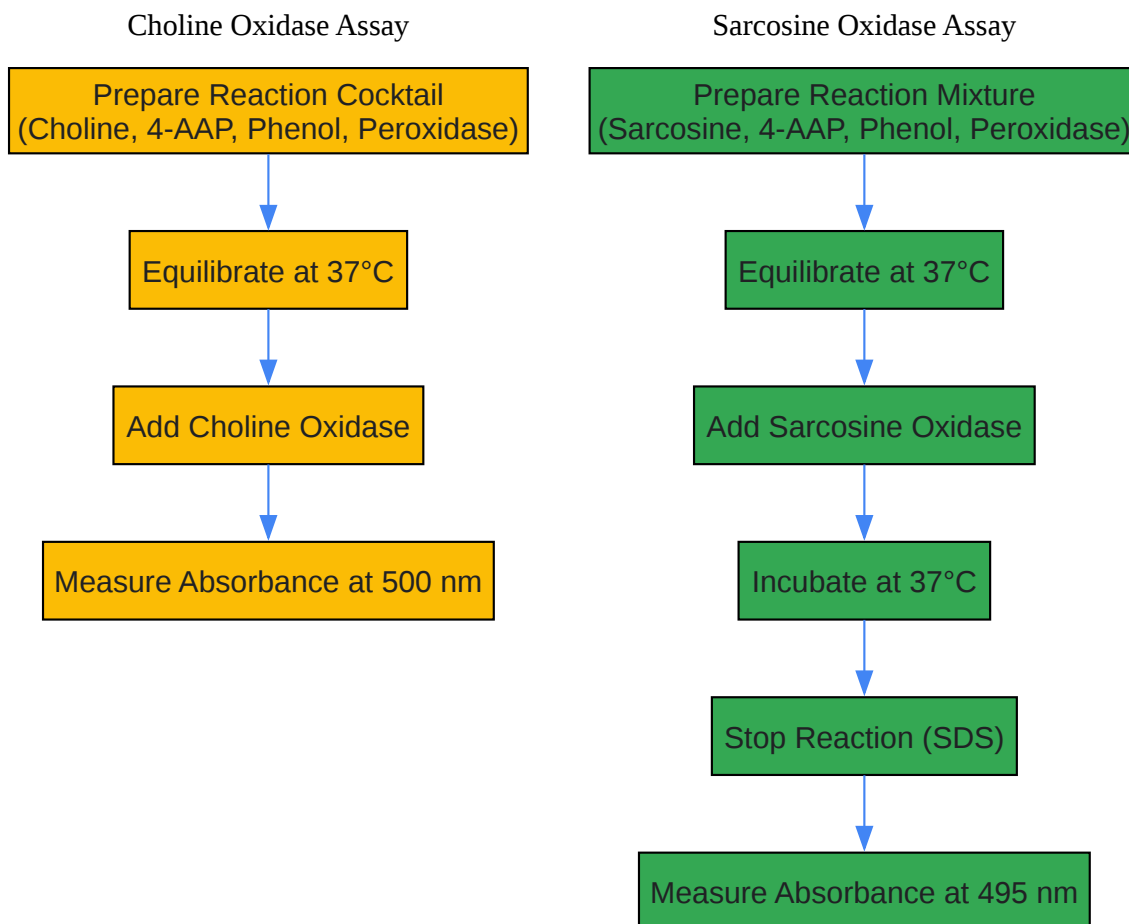 Choline Oxidase Assay
Prepare Reaction Cocktail
(Choline, 4-AAP, Phenol, Peroxidase)
Equilibrate at 37°C
Add Choline Oxidase
Measure Absorbance at 500 nm
Sarcosine Oxidase Assay
Prepare Reaction Mixture
(Sarcosine, 4-AAP, Phenol, Peroxidase)
Equilibrate at 37°C
Add Sarcosine Oxidase
Incubate at 37°C
Stop Reaction (SDS)
Measure Absorbance at 495 nm